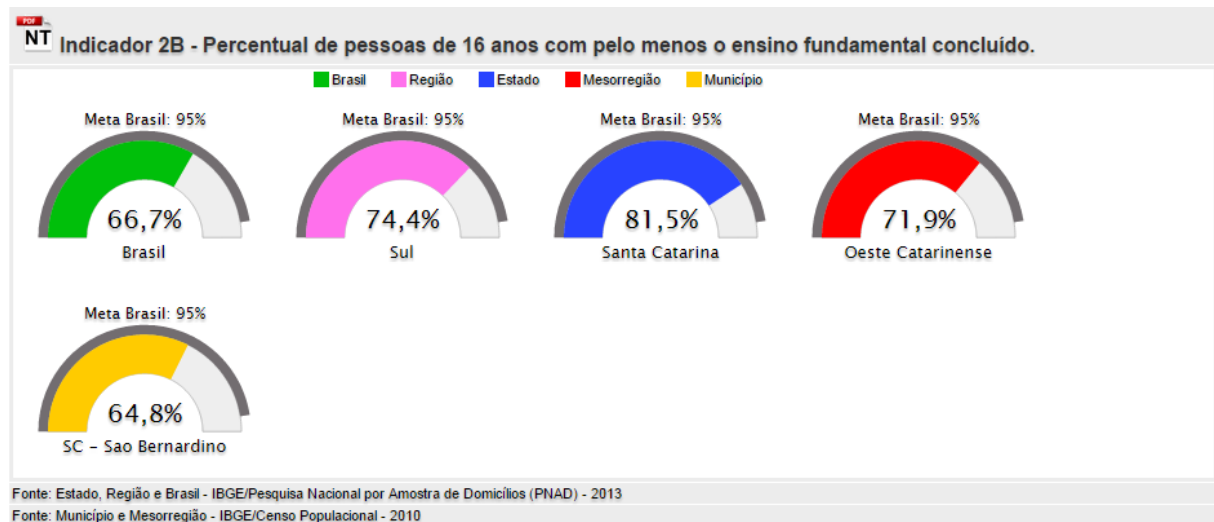 PDF
NT Indicador 2B - Percentual de pessoas de 16 anos com pelo menos o ensino fundamental concluído.
Brasil Região Estado Mesorregião Município
Meta Brasil: 95% Meta Brasil: 95% Meta Brasil: 95% Meta Brasil: 95%
66,7% 74,4% 81,5% 71,9%
Brasil Sul Santa Catarina Oeste Catarinense
Meta Brasil: 95%
64,8%
SC - Sao Bernardino
Fonte: Estado, Região e Brasil - IBGE/Pesquisa Nacional por Amostra de Domicílios (PNAD) - 2013
Fonte: Município e Mesorregião - IBGE/Censo Populacional - 2010